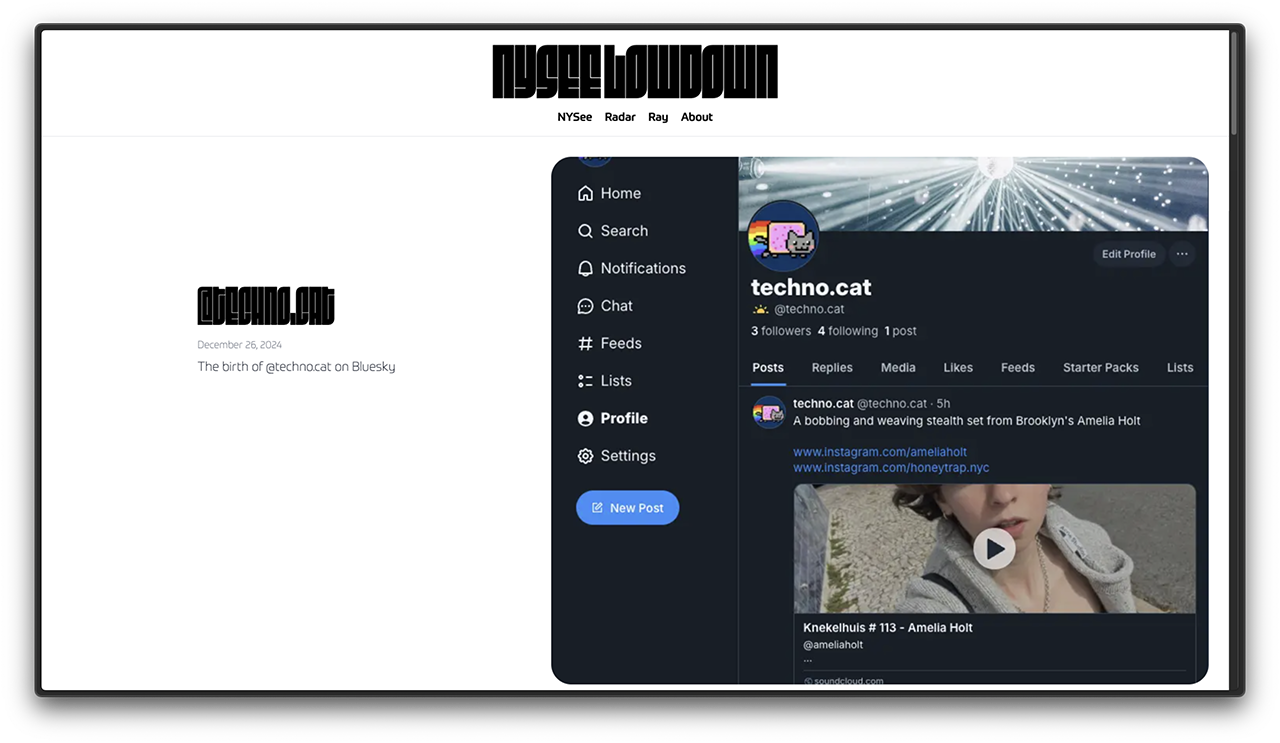 NYSEE LOWDOWN
NYSee Radar Ray About
@TECHNO.CAT
December 26, 2024
The birth of @techno.cat on Bluesky
Home
Search
Notifications
Chat
Feeds
Lists
Profile
Settings
New Post
Edit Profile
techno.cat
@techno.cat
3 followers 4 following 1 post
Posts Replies Media Likes Feeds Starter Packs Lists
techno.cat @techno.cat · 5h
A bobbing and weaving stealth set from Brooklyn's Amelia Holt
www.instagram.com/ameliaholt
www.instagram.com/honeytrap.nyc
Knekelhuis # 113 - Amelia Holt
@ameliaholt
...
soundcloud.com